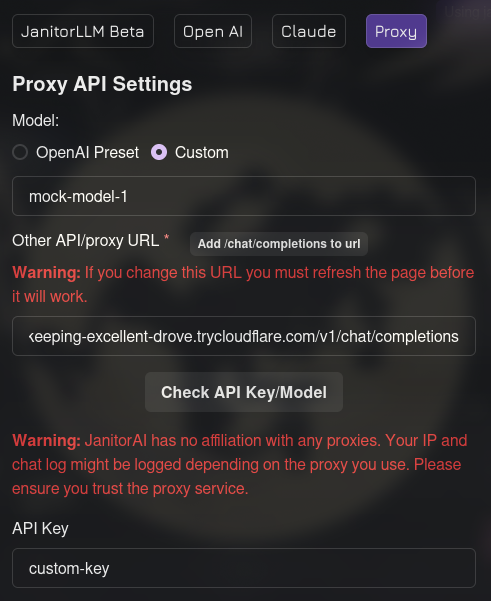 JanitorLLM Beta Open AI Claude Proxy
Proxy API Settings
Model:
OpenAI Preset Custom
mock-model-1
Other API/proxy URL * Add /chat/completions to url
Warning: If you change this URL you must refresh the page before
it will work.
keeping-excellent-drove.trycloudflare.com/v1/chat/completions
Check API Key/Model
Warning: JanitorAI has no affiliation with any proxies. Your IP and
chat log might be logged depending on the proxy you use. Please
ensure you trust the proxy service.
API Key
custom-key